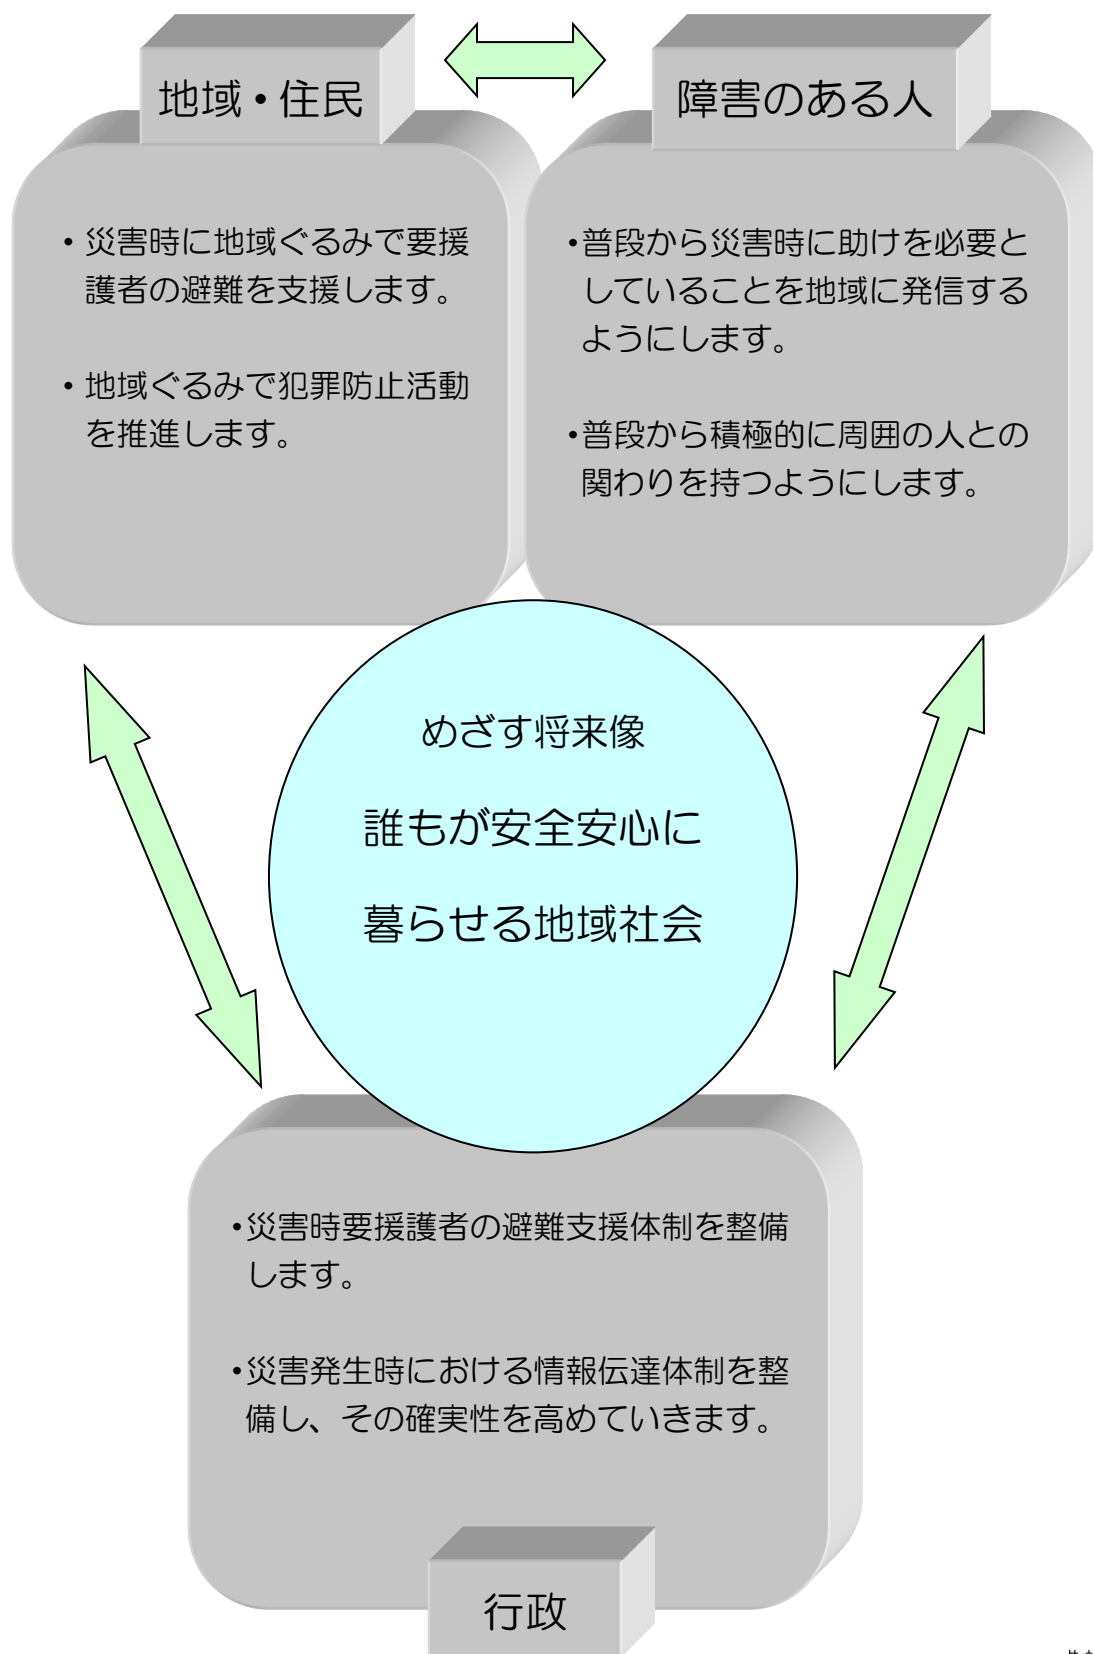 地域・住民
・災害時に地域ぐるみで要援
護者の避難を支援します。
・地域ぐるみで犯罪防止活動
を推進します。
障害のある人
・普段から災害時に助けを必要と
していることを地域に発信する
ようにします。
・普段から積極的に周囲の人との
関わりを持つようにします。
めざす将来像
誰もが安全安心に
暮らせる地域社会
・災害時要援護者の避難支援体制を整備
します。
・災害発生時における情報伝達体制を整
備し、その確実性を高めていきます。
行政